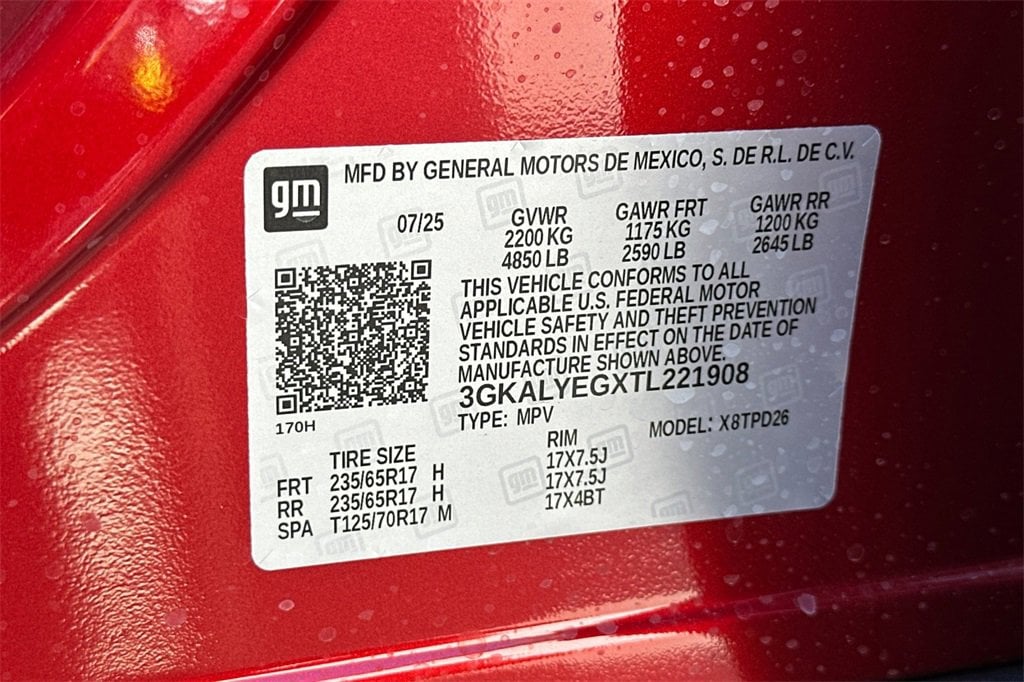 gm
MFD BY GENERAL MOTORS DE MEXICO, S. DE R.L. DE C.V.
07/25 GVWR GAWR FRT GAWR RR
2200 KG 1175 KG 1200 KG
4850 LB 2590 LB 2645 LB
THIS VEHICLE CONFORMS TO ALL
APPLICABLE U.S. FEDERAL MOTOR
VEHICLE SAFETY AND THEFT PREVENTION
STANDARDS IN EFFECT ON THE DATE OF
MANUFACTURE SHOWN ABOVE.
3GKALYEGXTL221908
170H
TYPE: MPV MODEL: X8TPD26
TIRE SIZE RIM
FRT 235/65R17 H 17X7.5J
RR 235/65R17 H 17X7.5J
SPA T125/70R17 M 17X4BT